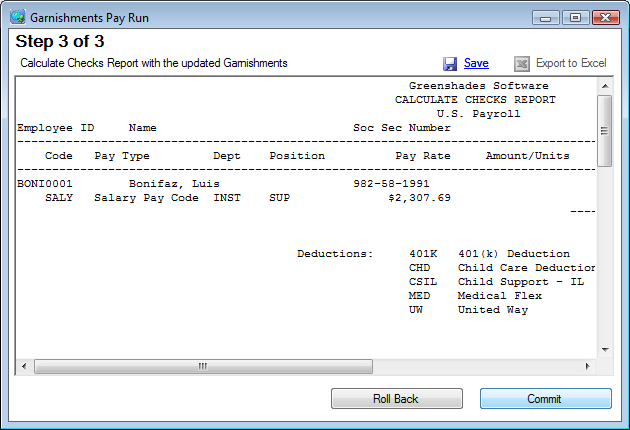 Garnishments Pay Run
Step 3 of 3
Calculate Checks Report with the updated Garnishments Save Export to Excel
Greenshades Software
CALCULATE CHECKS REPORT
U.S. Payroll
Employee ID Name Soc Sec Number
Code Pay Type Dept Position Pay Rate Amount/Units
BONI0001 Bonifaz, Luis 982-58-1991
SALY Salary Pay Code INST SUP $2,307.69
Deductions: 401K 401(k) Deduction
CHD Child Care Deduction
CSIL Child Support - IL
MED Medical Flex
UW United Way
Roll Back Commit